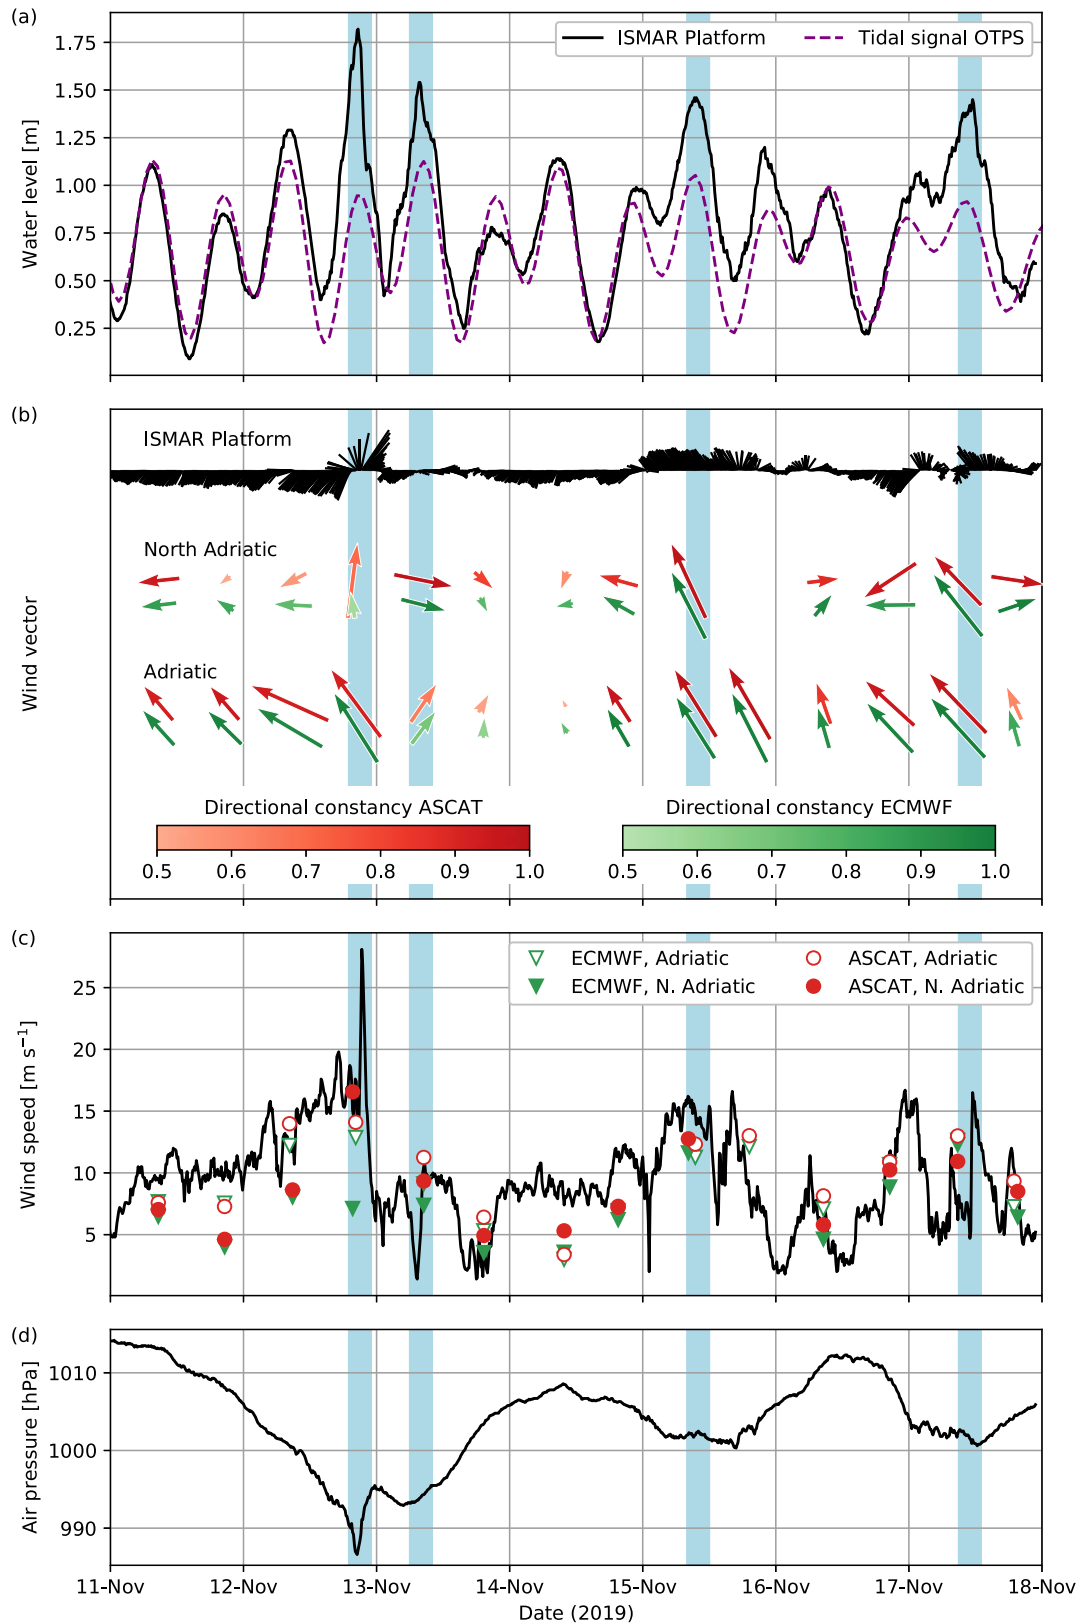 (a)
Water level [m]
1.75
1.50
1.25
1.00
0.75
0.50
0.25
ISMAR Platform
Tidal signal OTPS
(b)
Wind vector
ISMAR Platform
North Adriatic
Adriatic
Directional constancy ASCAT
0.5 0.6 0.7 0.8 0.9 1.0
Directional constancy ECMWF
0.5 0.6 0.7 0.8 0.9 1.0
(c)
Wind speed [m s⁻¹]
25
20
15
10
5
ECMWF, Adriatic
ECMWF, N. Adriatic
ASCAT, Adriatic
ASCAT, N. Adriatic
(d)
Air pressure [hPa]
1010
1000
990
11-Nov 12-Nov 13-Nov 14-Nov 15-Nov 16-Nov 17-Nov 18-Nov
Date (2019)